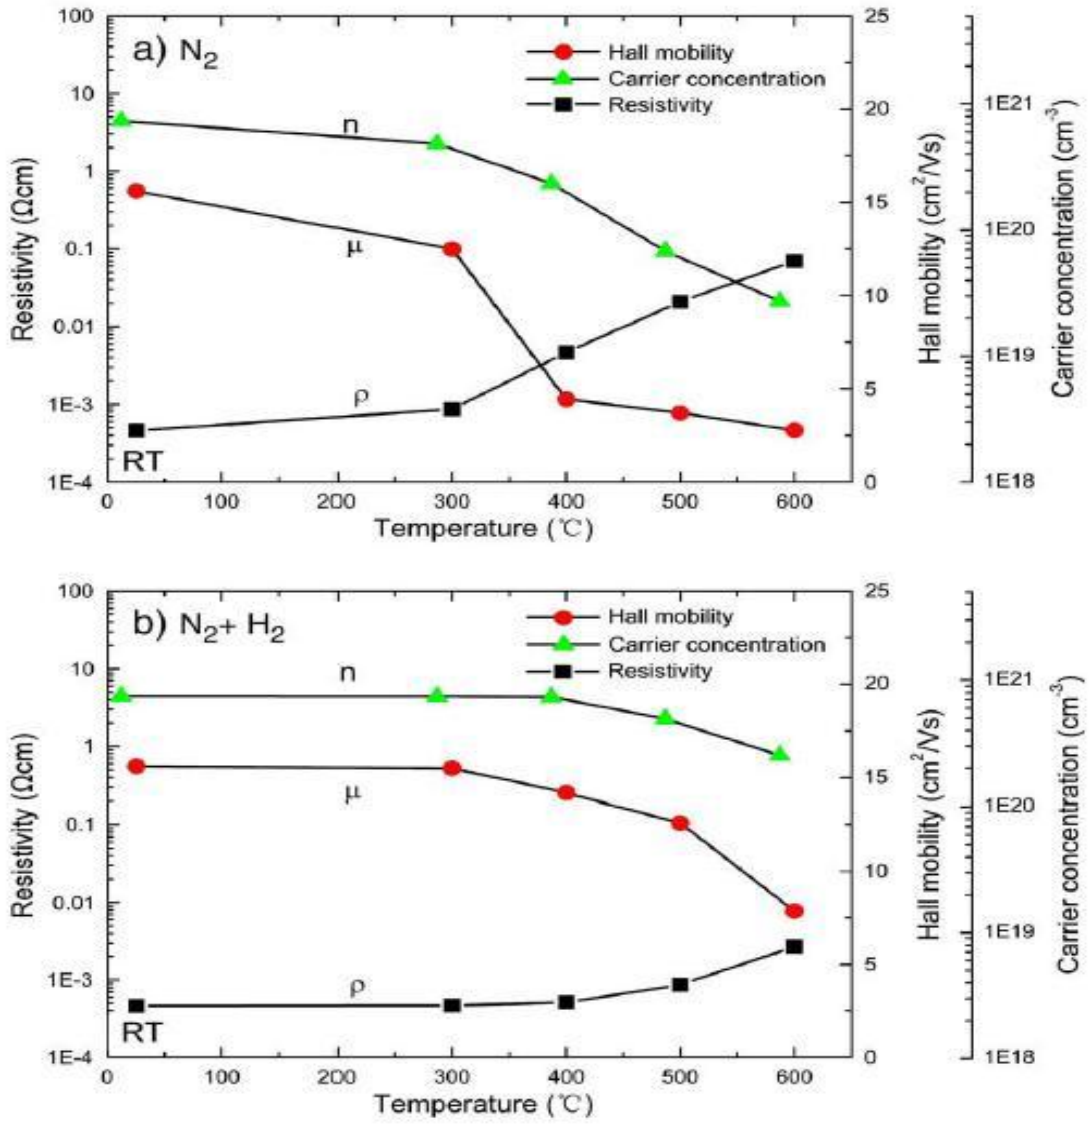 a) N₂
Hall mobility
Carrier concentration
Resistivity
n
μ
ρ
RT
100
10
1
0.1
0.01
1E-3
1E-4
Resistivity (Ωcm)
0
100
200
300
400
500
600
Temperature (℃)
25
20
15
10
5
0
Hall mobility (cm²/Vs)
1E21
1E20
1E19
1E18
Carrier concentration (cm⁻³)
b) N₂+ H₂
Hall mobility
Carrier concentration
Resistivity
n
μ
ρ
RT
100
10
1
0.1
0.01
1E-3
1E-4
Resistivity (Ωcm)
0
100
200
300
400
500
600
Temperature (℃)
25
20
15
10
5
0
Hall mobility (cm²/Vs)
1E21
1E20
1E19
1E18
Carrier concentration (cm⁻³)